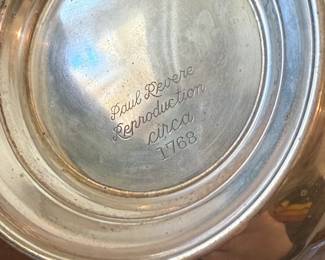 Paul Revere
Reproduction
circa
1768